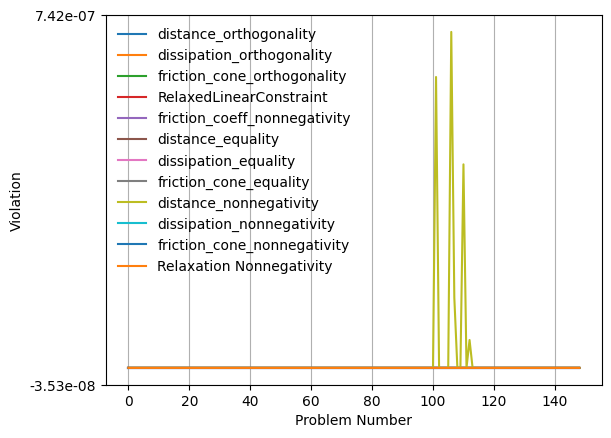 7.42e-07
distance_orthogonality
dissipation_orthogonality
friction_cone_orthogonality
RelaxedLinearConstraint
friction_coeff_nonnegativity
distance_equality
dissipation_equality
friction_cone_equality
distance_nonnegativity
dissipation_nonnegativity
friction_cone_nonnegativity
Relaxation Nonnegativity
Violation
-3.53e-08
0 20 40 60 80 100 120 140
Problem Number